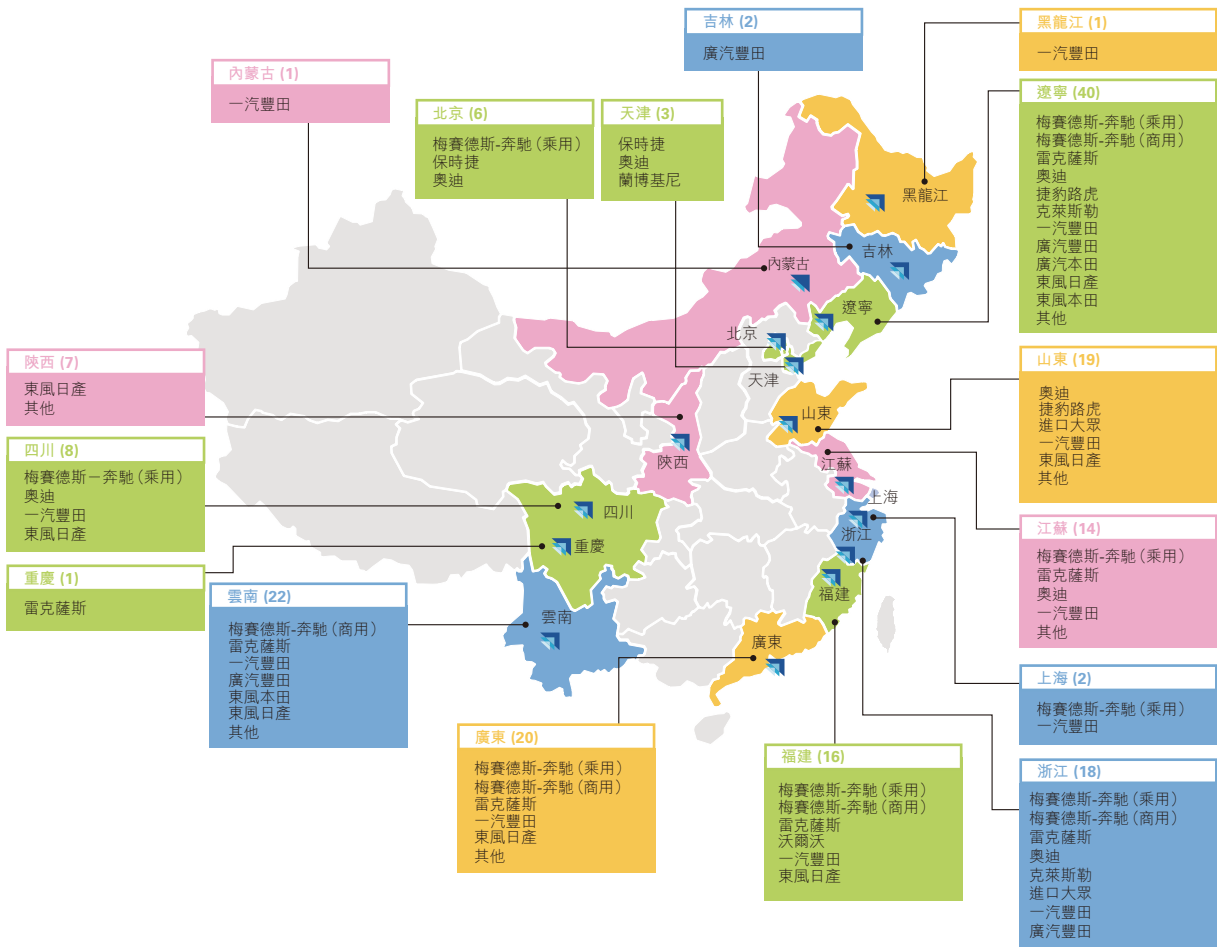 吉林 (2)
廣汽豐田
黑龍江 (1)
一汽豐田
內蒙古 (1)
一汽豐田
北京 (6)
梅賽德斯-奔馳（乘用）
保時捷
奧迪
天津 (3)
保時捷
奧迪
蘭博基尼
遼寧 (40)
梅賽德斯-奔馳（乘用）
梅賽德斯-奔馳（商用）
雷克薩斯
奧迪
捷豹路虎
克萊斯勒
一汽豐田
廣汽豐田
廣汽本田
東風日產
東風本田
其他
黑龍江
吉林
內蒙古
遼寧
北京
天津
山東
陝西
江蘇
上海
浙江
四川
重慶
福建
雲南
廣東
陝西 (7)
東風日產
其他
山東 (19)
奧迪
捷豹路虎
進口大眾
一汽豐田
東風日產
其他
四川 (8)
梅賽德斯－奔馳（乘用）
奧迪
一汽豐田
東風日產
江蘇 (14)
梅賽德斯-奔馳（乘用）
雷克薩斯
奧迪
一汽豐田
其他
重慶 (1)
雷克薩斯
雲南 (22)
梅賽德斯-奔馳（商用）
雷克薩斯
一汽豐田
廣汽豐田
東風本田
東風日產
其他
上海 (2)
梅賽德斯-奔馳（乘用）
一汽豐田
廣東 (20)
梅賽德斯-奔馳（乘用）
梅賽德斯-奔馳（商用）
雷克薩斯
一汽豐田
東風日產
其他
福建 (16)
梅賽德斯-奔馳（乘用）
梅賽德斯-奔馳（商用）
雷克薩斯
沃爾沃
一汽豐田
東風日產
浙江 (18)
梅賽德斯-奔馳（乘用）
梅賽德斯-奔馳（商用）
雷克薩斯
奧迪
克萊斯勒
進口大眾
一汽豐田
廣汽豐田